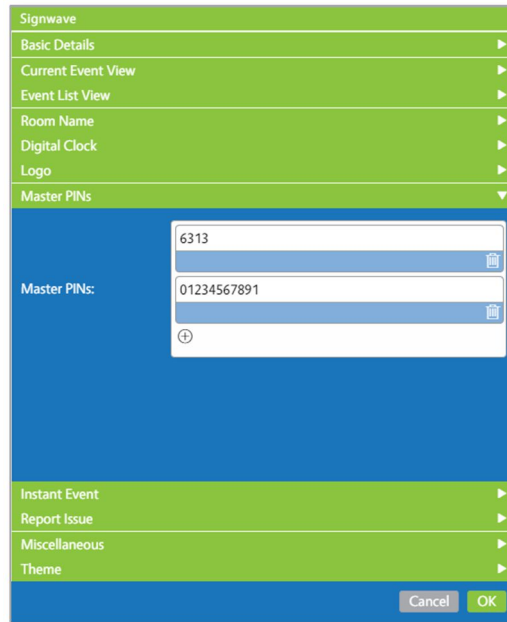 Signwave
Basic Details
Current Event View
Event List View
Room Name
Digital Clock
Logo
Master PINs
6313
Master PINs:
01234567891
Instant Event
Report Issue
Miscellaneous
Theme
Cancel OK